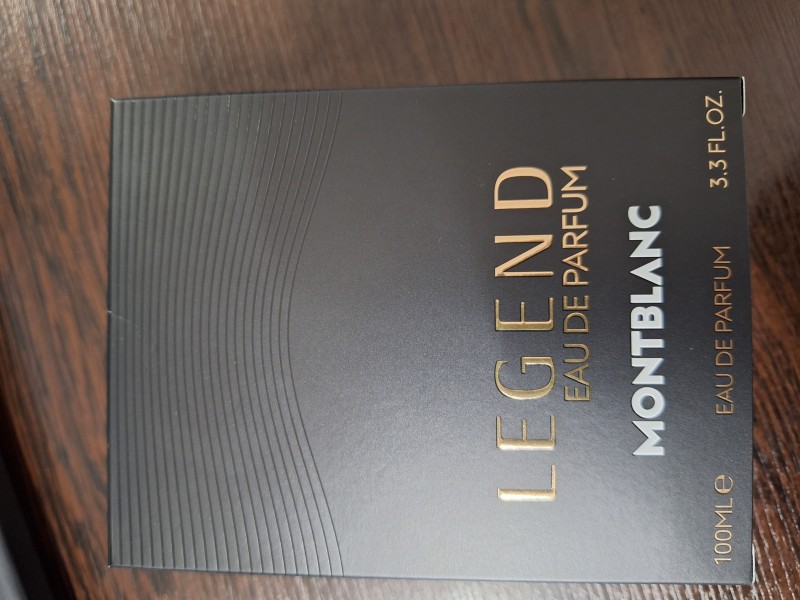 LEGEND
EAU DE PARFUM
MONTBLANC
100ML e EAU DE PARFUM 3.3 FL.OZ.